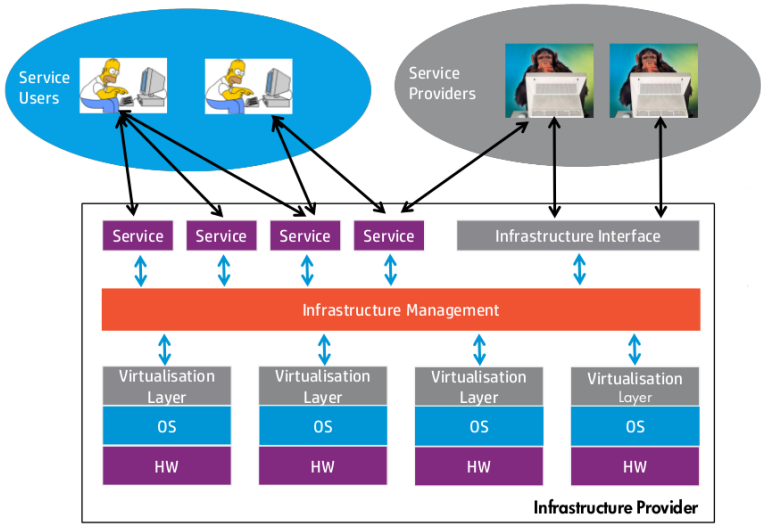 Service
Users
Service
Providers
Service
Service
Service
Service
Infrastructure Interface
Infrastructure Management
Virtualisation
Layer
Virtualisation
Layer
Virtualisation
Layer
Virtualisation
Layer
OS
OS
OS
OS
HW
HW
HW
HW
Infrastructure Provider